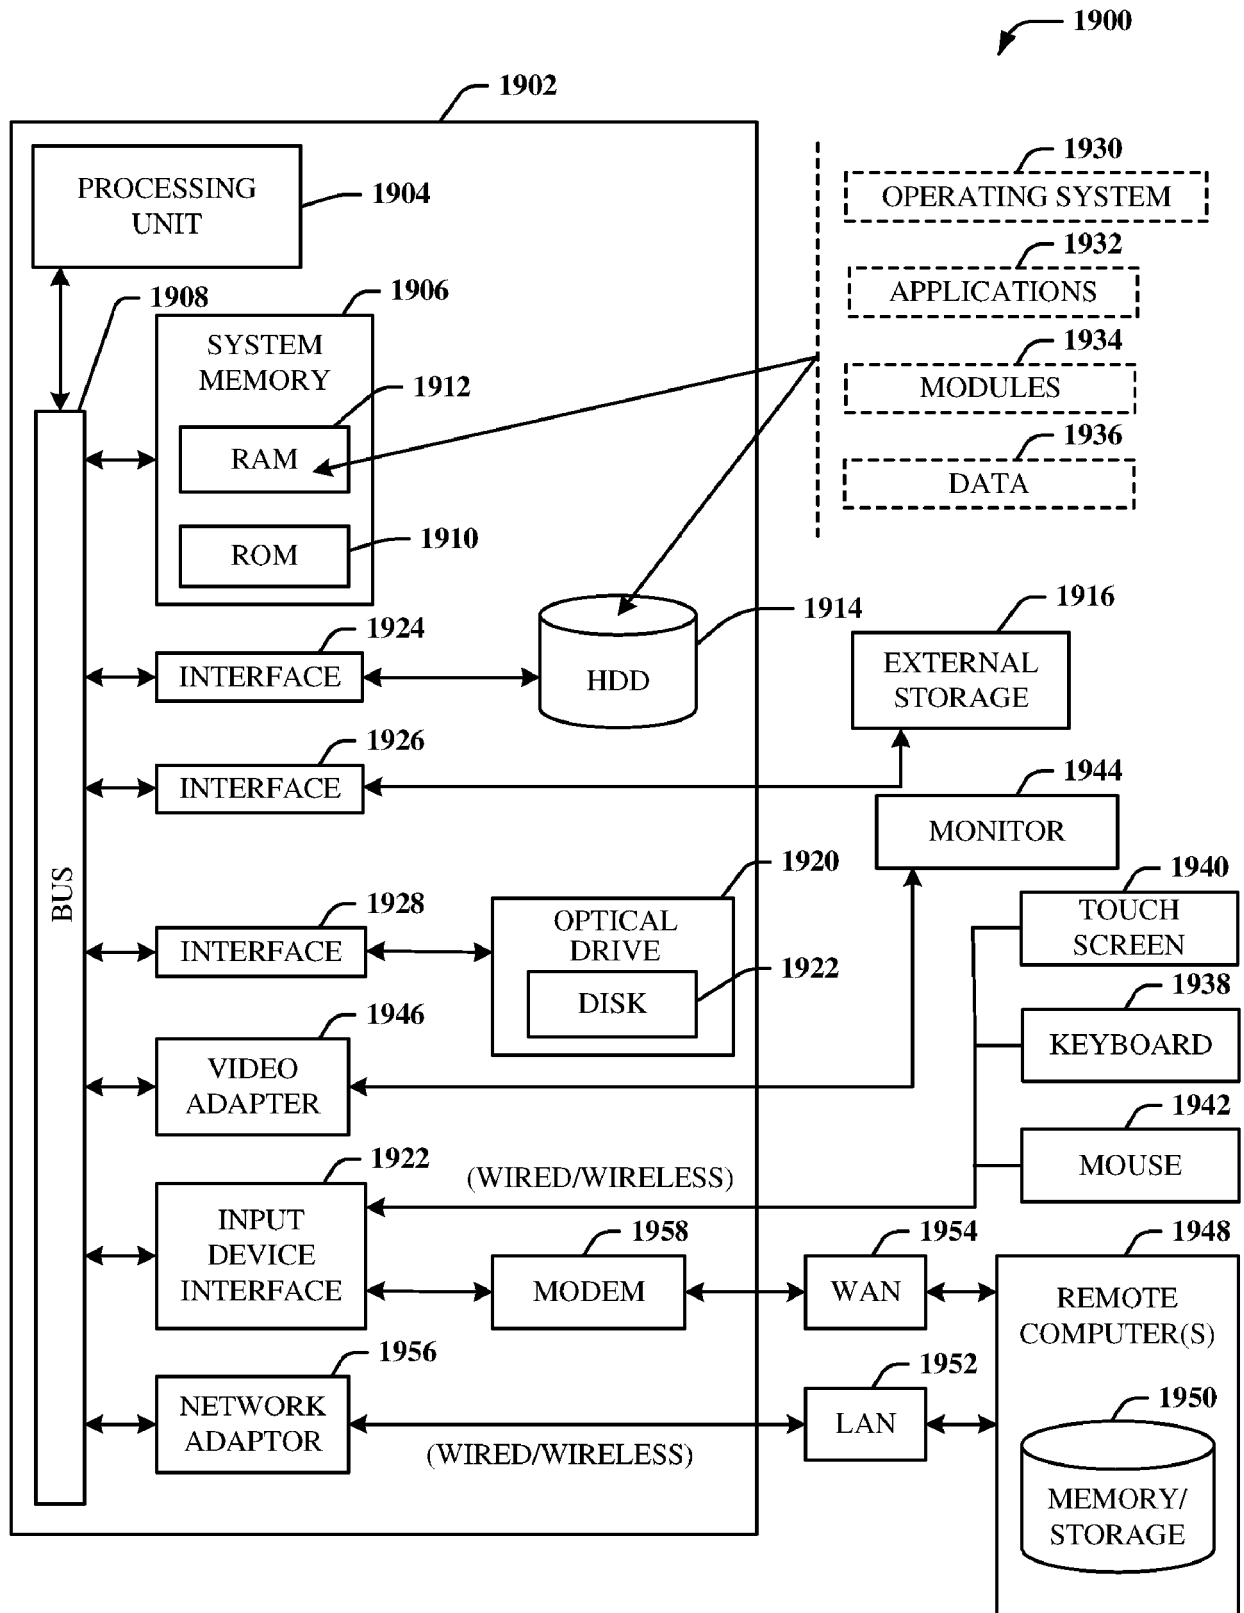 1900
1902
PROCESSING
UNIT
1904
1930
OPERATING SYSTEM
1932
APPLICATIONS
1934
MODULES
1936
DATA
1908
1906
SYSTEM
MEMORY
1912
RAM
1910
ROM
1924
INTERFACE
1914
HDD
1916
EXTERNAL
STORAGE
1926
INTERFACE
1944
MONITOR
BUS
1928
INTERFACE
1920
OPTICAL
DRIVE
1922
DISK
1940
TOUCH
SCREEN
1938
KEYBOARD
1942
MOUSE
1946
VIDEO
ADAPTER
1922
INPUT
DEVICE
INTERFACE
(WIRED/WIRELESS)
1958
MODEM
1954
WAN
1948
REMOTE
COMPUTER(S)
1956
NETWORK
ADAPTOR
(WIRED/WIRELESS)
1952
LAN
1950
MEMORY/
STORAGE